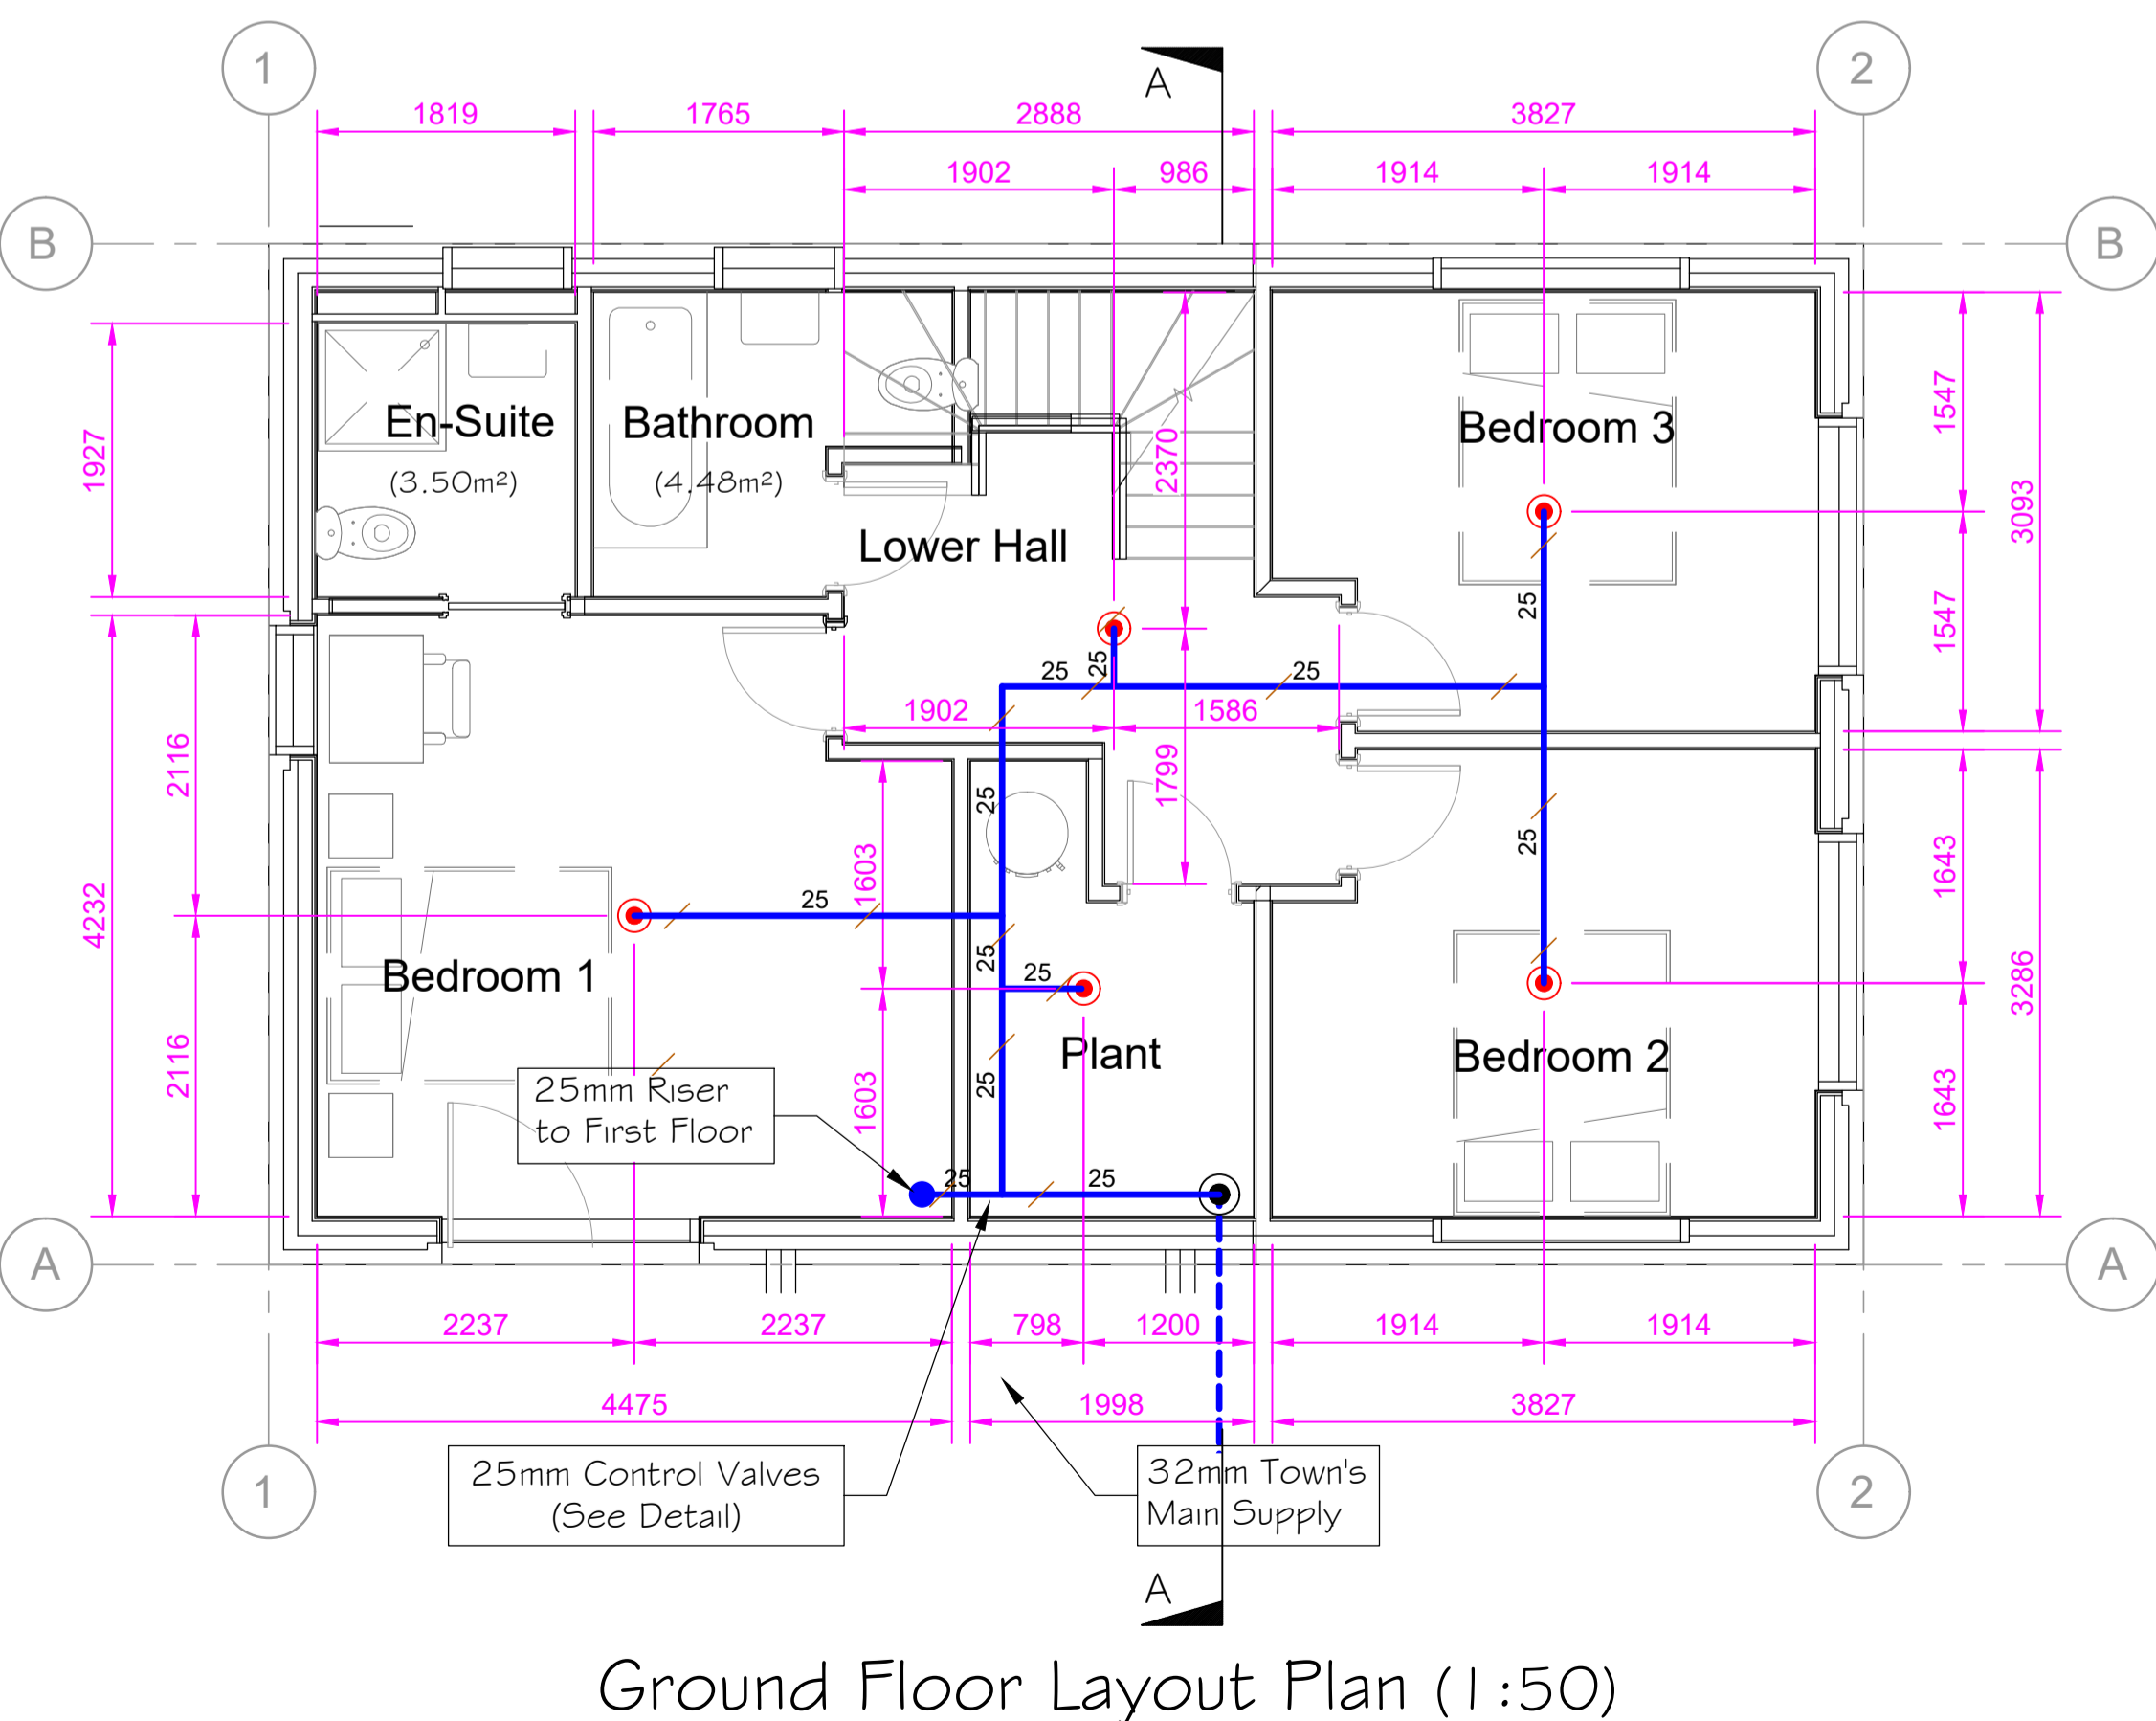 1
A
2
1819
1765
2888
3827
1902
986
1914
1914
B
B
En-Suite
(3.50m²)
Bathroom
(4.48m²)
Lower Hall
Bedroom 3
1927
2370
1547
3093
1547
25
25
25
25
1902
1586
2116
1799
25
25
1603
1643
4232
25
25
25
3286
Bedroom 1
Plant
Bedroom 2
2116
1603
25
1643
25mm Riser
to First Floor
25
25
A
A
2237
2237
798
1200
1914
1914
4475
1998
3827
1
25mm Control Valves
(See Detail)
32mm Town's
Main Supply
2
A
Ground Floor Layout Plan (1:50)